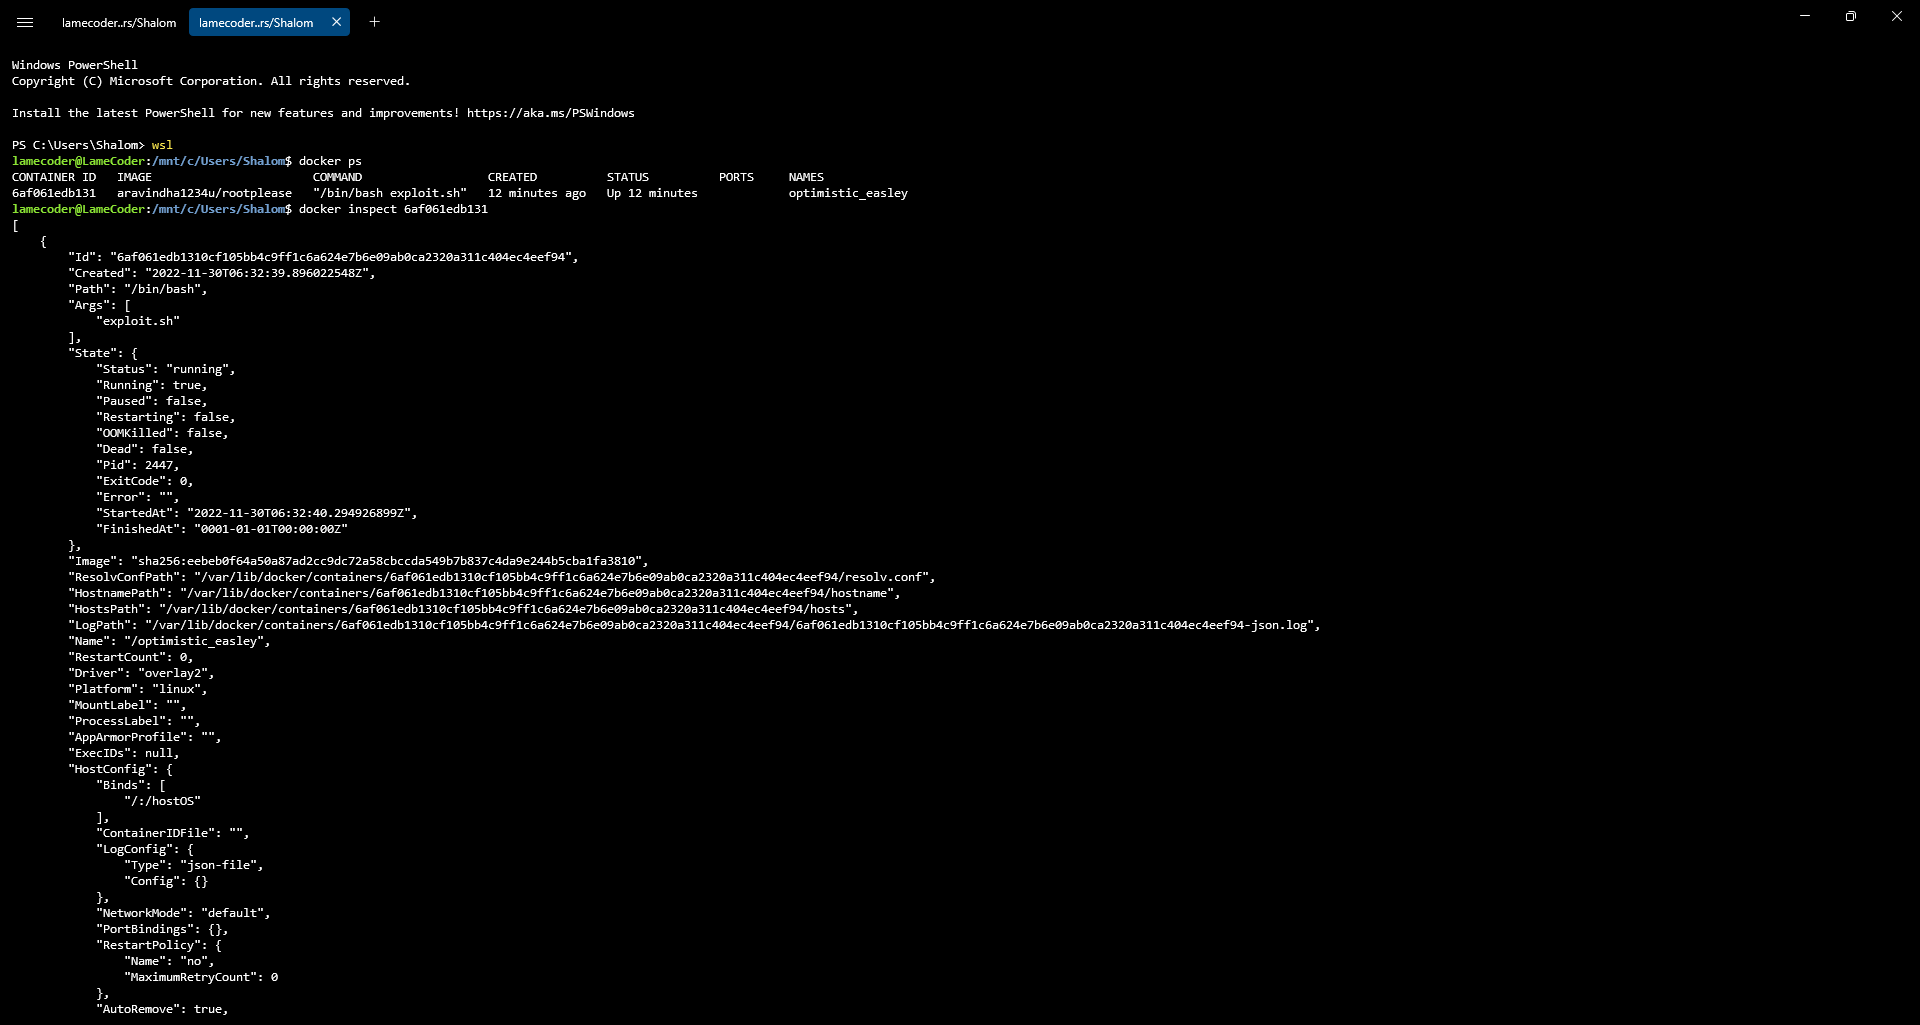 lamecoder..rs/Shalom
lamecoder..rs/Shalom
Windows PowerShell
Copyright (C) Microsoft Corporation. All rights reserved.
Install the latest PowerShell for new features and improvements! https://aka.ms/PSWindows
PS C:\Users\Shalom> wsl
lamecoder@LameCoder:/mnt/c/Users/Shalom$ docker ps
CONTAINER ID   IMAGE                       COMMAND                  CREATED          STATUS          PORTS     NAMES
6af061edb131   aravindha1234u/rootplease   "/bin/bash exploit.sh"   12 minutes ago   Up 12 minutes             optimistic_easley
lamecoder@LameCoder:/mnt/c/Users/Shalom$ docker inspect 6af061edb131
[
    {
        "Id": "6af061edb1310cf105bb4c9ff1c6a624e7b6e09ab0ca2320a311c404ec4eef94",
        "Created": "2022-11-30T06:32:39.896022548Z",
        "Path": "/bin/bash",
        "Args": [
            "exploit.sh"
        ],
        "State": {
            "Status": "running",
            "Running": true,
            "Paused": false,
            "Restarting": false,
            "OOMKilled": false,
            "Dead": false,
            "Pid": 2447,
            "ExitCode": 0,
            "Error": "",
            "StartedAt": "2022-11-30T06:32:40.294926899Z",
            "FinishedAt": "0001-01-01T00:00:00Z"
        },
        "Image": "sha256:eebeb0f64a50a87ad2cc9dc72a58cbccda549b7b837c4da9e244b5cba1fa3810",
        "ResolvConfPath": "/var/lib/docker/containers/6af061edb1310cf105bb4c9ff1c6a624e7b6e09ab0ca2320a311c404ec4eef94/resolv.conf",
        "HostnamePath": "/var/lib/docker/containers/6af061edb1310cf105bb4c9ff1c6a624e7b6e09ab0ca2320a311c404ec4eef94/hostname",
        "HostsPath": "/var/lib/docker/containers/6af061edb1310cf105bb4c9ff1c6a624e7b6e09ab0ca2320a311c404ec4eef94/hosts",
        "LogPath": "/var/lib/docker/containers/6af061edb1310cf105bb4c9ff1c6a624e7b6e09ab0ca2320a311c404ec4eef94/6af061edb1310cf105bb4c9ff1c6a624e7b6e09ab0ca2320a311c404ec4eef94-json.log",
        "Name": "/optimistic_easley",
        "RestartCount": 0,
        "Driver": "overlay2",
        "Platform": "linux",
        "MountLabel": "",
        "ProcessLabel": "",
        "AppArmorProfile": "",
        "ExecIDs": null,
        "HostConfig": {
            "Binds": [
                "/:/hostOS"
            ],
            "ContainerIDFile": "",
            "LogConfig": {
                "Type": "json-file",
                "Config": {}
            },
            "NetworkMode": "default",
            "PortBindings": {},
            "RestartPolicy": {
                "Name": "no",
                "MaximumRetryCount": 0
            },
            "AutoRemove": true,